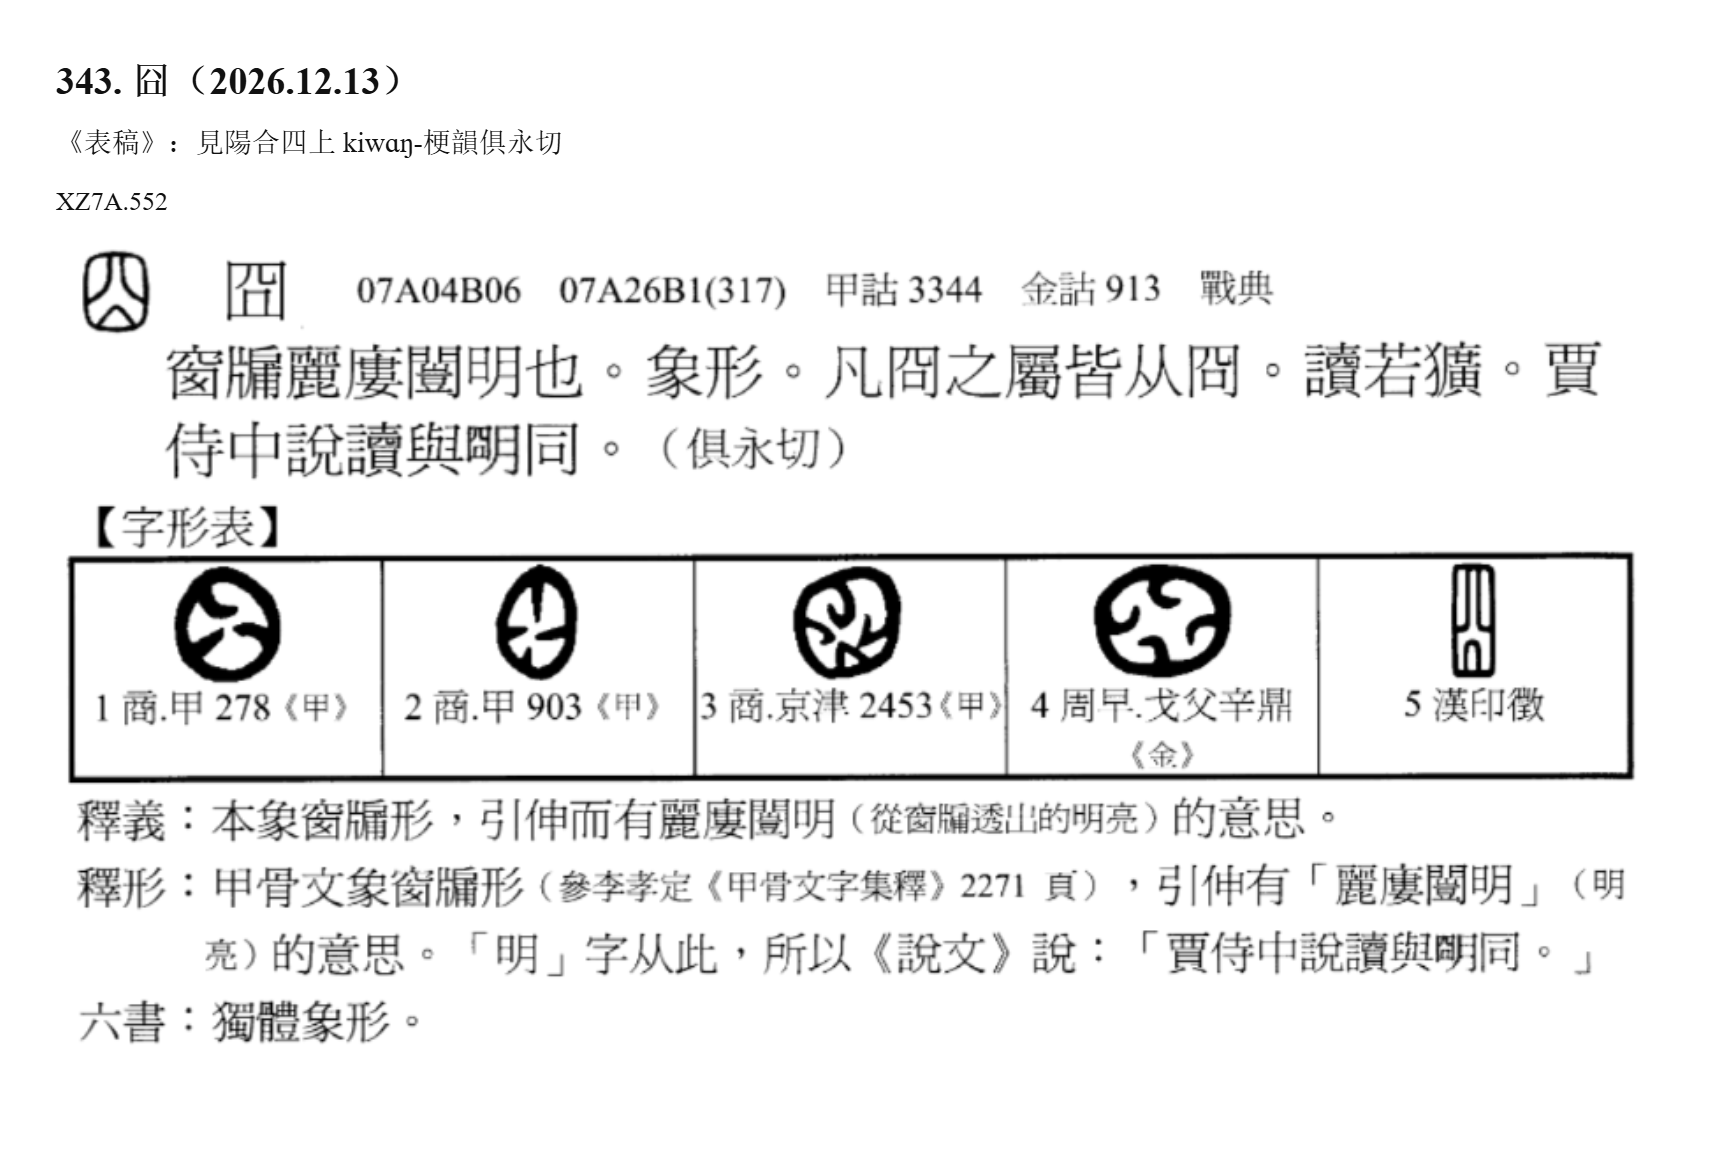 343. 囧（2026.12.13）
《表稿》：見陽合四上 kiwɑŋ-梗韻俱永切
XZ7A.552
囧 07A04B06 07A26B1(317) 甲詁 3344 金詁 913 戰典
窗牖麗廔闓明也。象形。凡囧之屬皆从囧。讀若獷。賈
侍中說讀與朙同。（俱永切）
【字形表】
1 商.甲 278《甲》 2 商.甲 903《甲》 3 商.京津 2453《甲》 4 周早.戈父辛鼎《金》 5 漢印徵
釋義：本象窗牖形，引伸而有麗廔闓明（從窗牖透出的明亮）的意思。
釋形：甲骨文象窗牖形（參李孝定《甲骨文字集釋》2271 頁），引伸有「麗廔闓明」（明
亮）的意思。「明」字从此，所以《說文》說：「賈侍中說讀與朙同。」
六書：獨體象形。